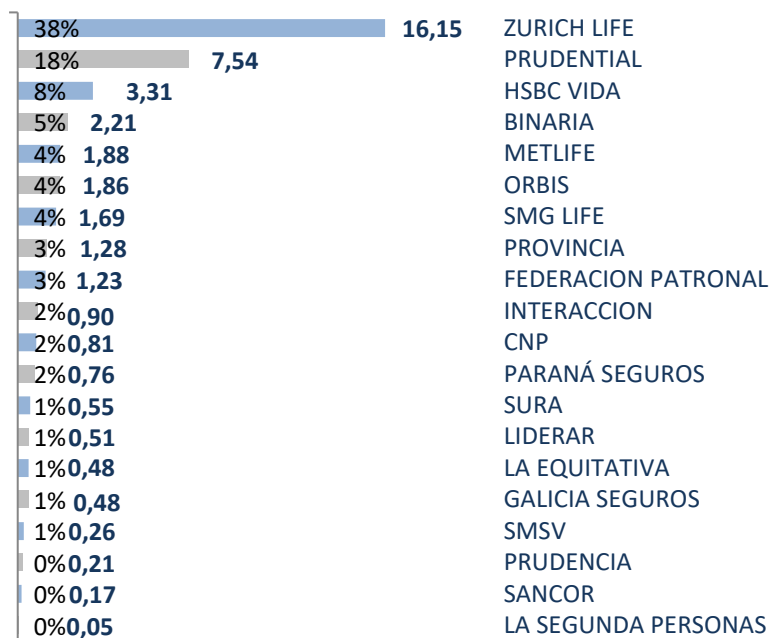 38% 16,15 ZURICH LIFE
18% 7,54 PRUDENTIAL
8% 3,31 HSBC VIDA
5% 2,21 BINARIA
4% 1,88 METLIFE
4% 1,86 ORBIS
4% 1,69 SMG LIFE
3% 1,28 PROVINCIA
3% 1,23 FEDERACION PATRONAL
2% 0,90 INTERACCION
2% 0,81 CNP
2% 0,76 PARANÁ SEGUROS
1% 0,55 SURA
1% 0,51 LIDERAR
1% 0,48 LA EQUITATIVA
1% 0,48 GALICIA SEGUROS
1% 0,26 SMSV
0% 0,21 PRUDENCIA
0% 0,17 SANCOR
0% 0,05 LA SEGUNDA PERSONAS